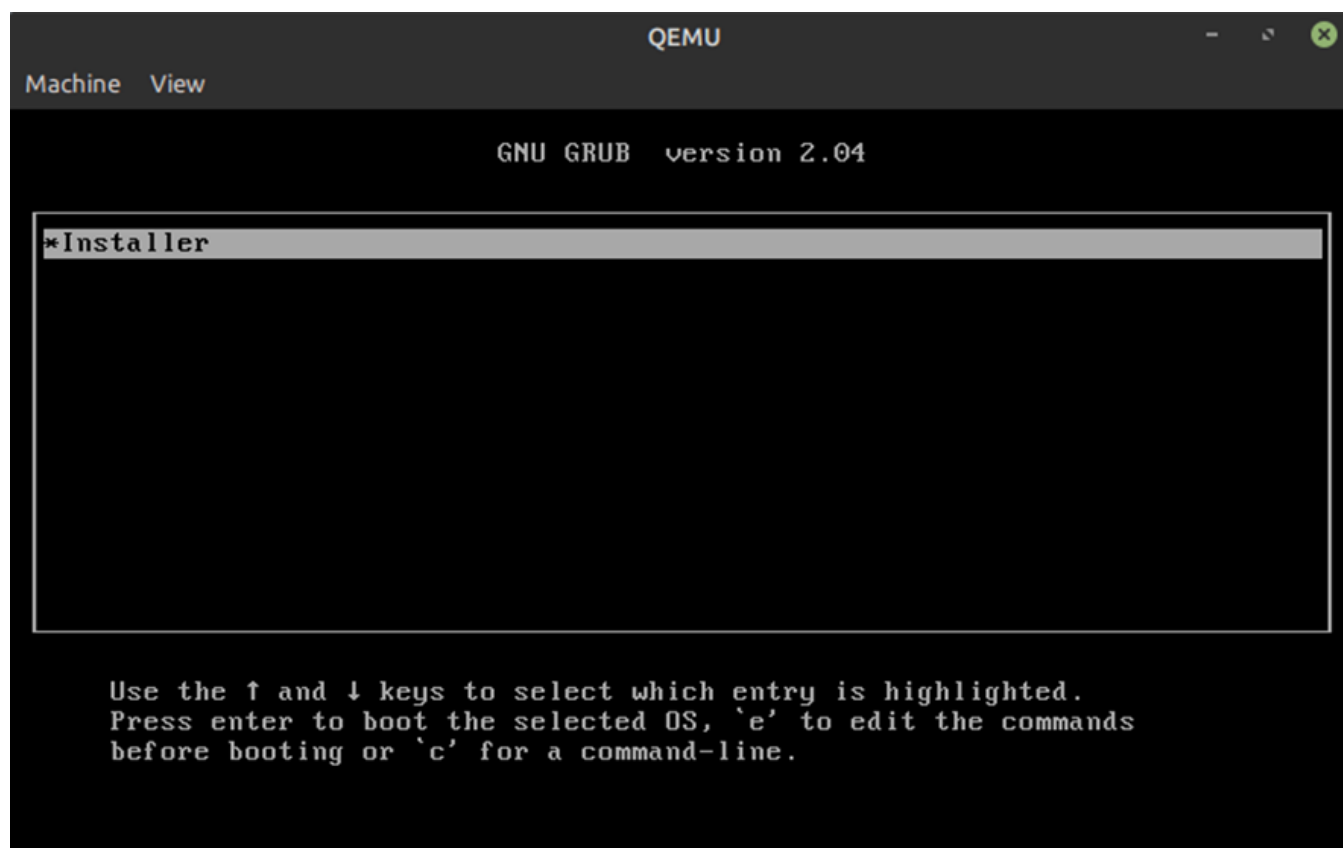 QEMU
Machine View
GNU GRUB version 2.04
*Installer
Use the ↑ and ↓ keys to select which entry is highlighted.
Press enter to boot the selected OS, `e' to edit the commands
before booting or `c' for a command-line.